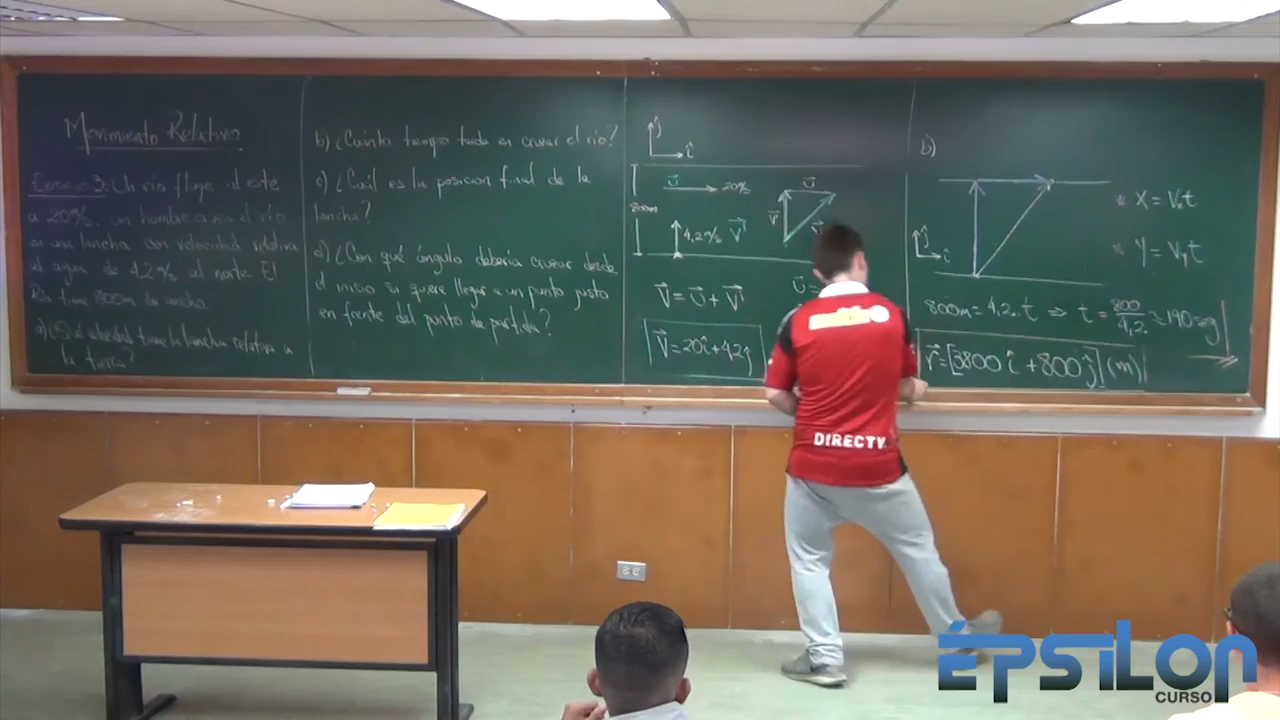 Movimiento Relativo
Ejercicio 3: Un río fluye al este
a 20 m/s, un hombre cruza el río
en una lancha con velocidad relativa
al agua de 4,2 m/s al norte. El
Río tiene 800m de ancho.
a) ¿Qué velocidad tiene la lancha relativa a
la tierra?
b) ¿Cuánto tiempo tarda en cruzar el río?
c) ¿Cuál es la posición final de la
lancha?
d) ¿Con qué ángulo debería cruzar desde
el inicio si quiere llegar a un punto justo
en frente del punto de partida?
ĵ
î
U⃗ 20 m/s
800m
4,2 m/s V⃗'
U⃗
V⃗'
V⃗
V⃗ = U⃗ + V⃗'
U⃗ =
V⃗ = 20î + 4,2ĵ
b)
x = Vₓt
y = Vᵧt
ĵ
î
800m = 4,2 . t ⇒ t = 800/4,2 ≈ 190 seg
r⃗ = [3800 î + 800 ĵ] (m)
DIRECTV
ÉPSILON
CURSO